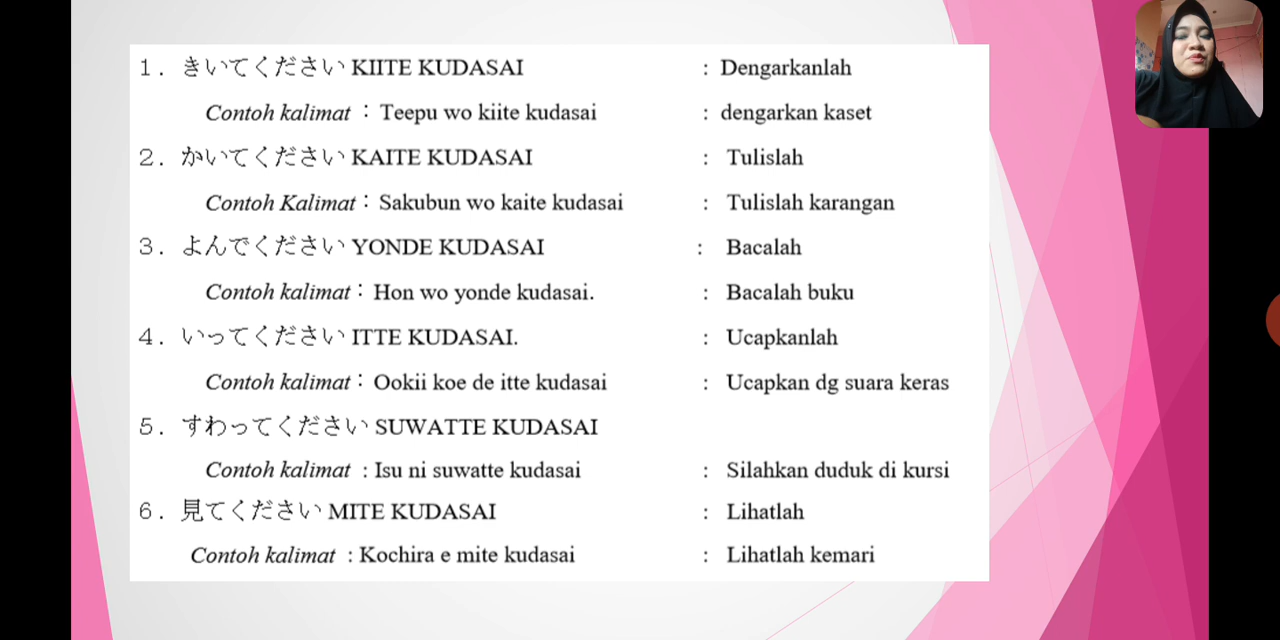 1. きいてください KIITE KUDASAI : Dengarkanlah
Contoh kalimat : Teepu wo kiite kudasai : dengarkan kaset
2. かいてください KAITE KUDASAI : Tulislah
Contoh Kalimat : Sakubun wo kaite kudasai : Tulislah karangan
3. よんでください YONDE KUDASAI : Bacalah
Contoh kalimat : Hon wo yonde kudasai. : Bacalah buku
4. いってください ITTE KUDASAI. : Ucapkanlah
Contoh kalimat : Ookii koe de itte kudasai : Ucapkan dg suara keras
5. すわってください SUWATTE KUDASAI
Contoh kalimat : Isu ni suwatte kudasai : Silahkan duduk di kursi
6. 見てください MITE KUDASAI : Lihatlah
Contoh kalimat : Kochira e mite kudasai : Lihatlah kemari